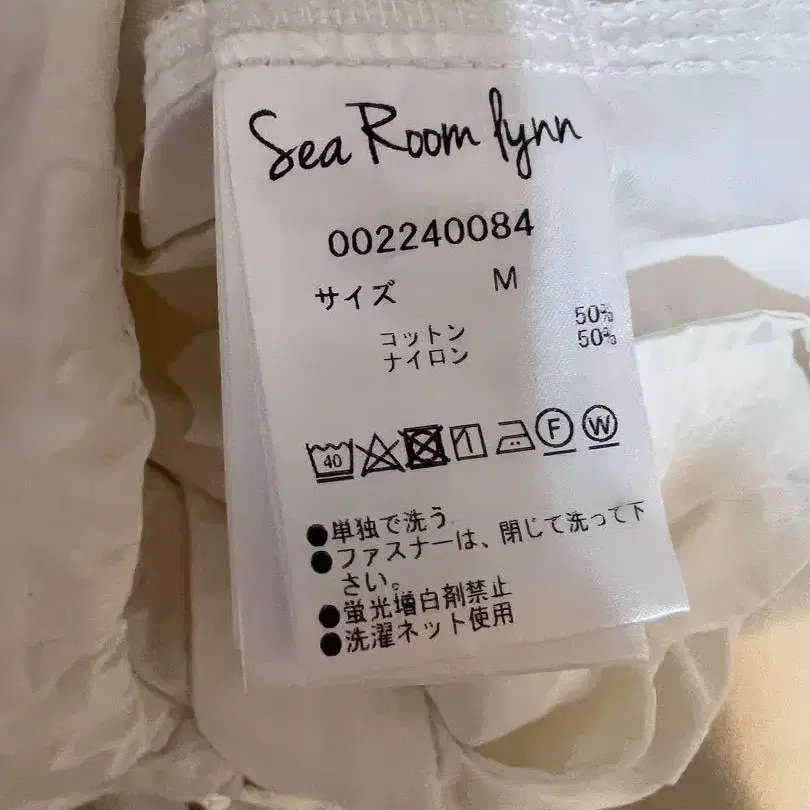 Sea Room lynn
002240084
サイズ M
コットン 50%
ナイロン 50%
40 F W
●単独で洗う
●ファスナーは、閉じて洗って下
さい。
●蛍光増白剤禁止
●洗濯ネット使用